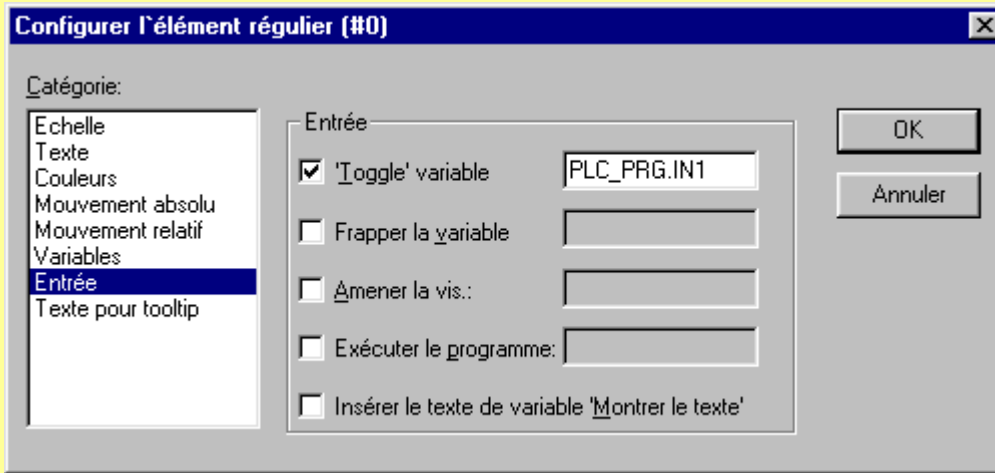 Configurer l`élément régulier (#0)
Catégorie:
Echelle
Texte
Couleurs
Mouvement absolu
Mouvement relatif
Variables
Entrée
Texte pour tooltip
Entrée
'Toggle' variable PLC_PRG.IN1
Frapper la variable
Amener la vis.:
Exécuter le programme:
Insérer le texte de variable 'Montrer le texte'
OK
Annuler